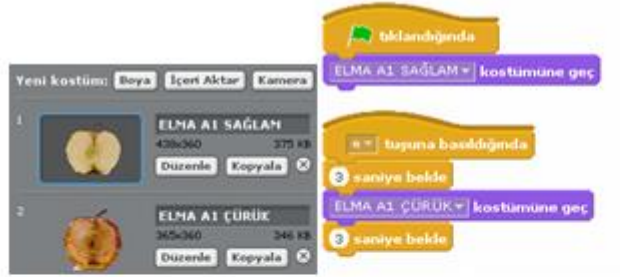 Yeni kostüm: Boya İçeri Aktar Kamera
1
ELMA A1 SAĞLAM
375 KB
Düzenle Kopyala
2
ELMA A1 ÇÜRÜK
365x360 346 KB
Düzenle Kopyala
tıklandığında
ELMA A1 SAĞLAM kostümüne geç
tuşuna basıldığında
3 saniye bekle
ELMA A1 ÇÜRÜK kostümüne geç
3 saniye bekle